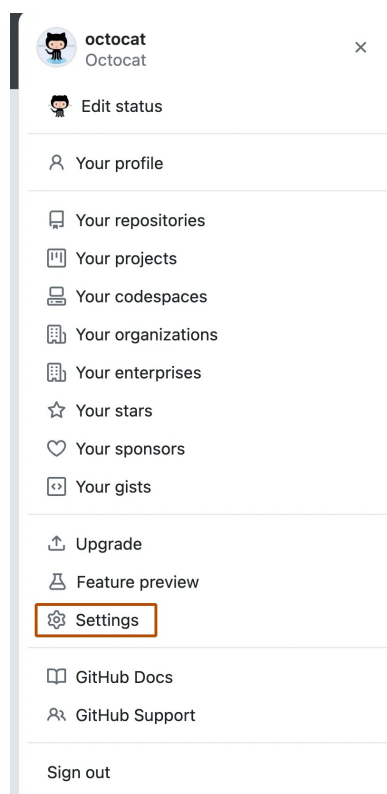 octocat
Octocat
Edit status
Your profile
Your repositories
Your projects
Your codespaces
Your organizations
Your enterprises
Your stars
Your sponsors
Your gists
Upgrade
Feature preview
Settings
GitHub Docs
GitHub Support
Sign out